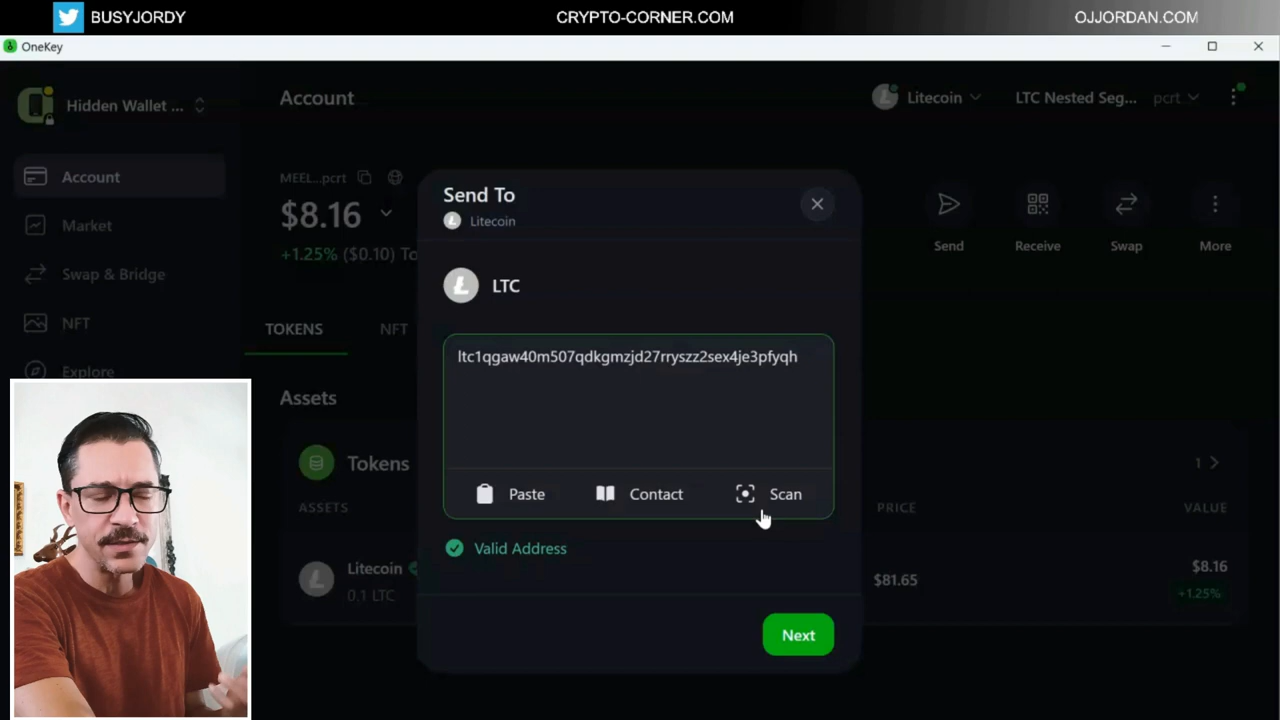 BUSYJORDY
CRYPTO-CORNER.COM
OJJORDAN.COM
OneKey
Hidden Wallet ...
Account
Litecoin
LTC Nested Seg...
pcrt
Account
Market
Swap & Bridge
NFT
Explore
MEEL...pcrt
$8.16
+1.25% ($0.10) To
Send
Receive
Swap
More
TOKENS
NFT
Assets
Tokens
1
ASSETS
PRICE
VALUE
Litecoin
0.1 LTC
$81.65
$8.16
+1.25%
Send To
Litecoin
LTC
ltc1qgaw40m507qdkgmzjd27rryszz2sex4je3pfyqh
Paste
Contact
Scan
Valid Address
Next